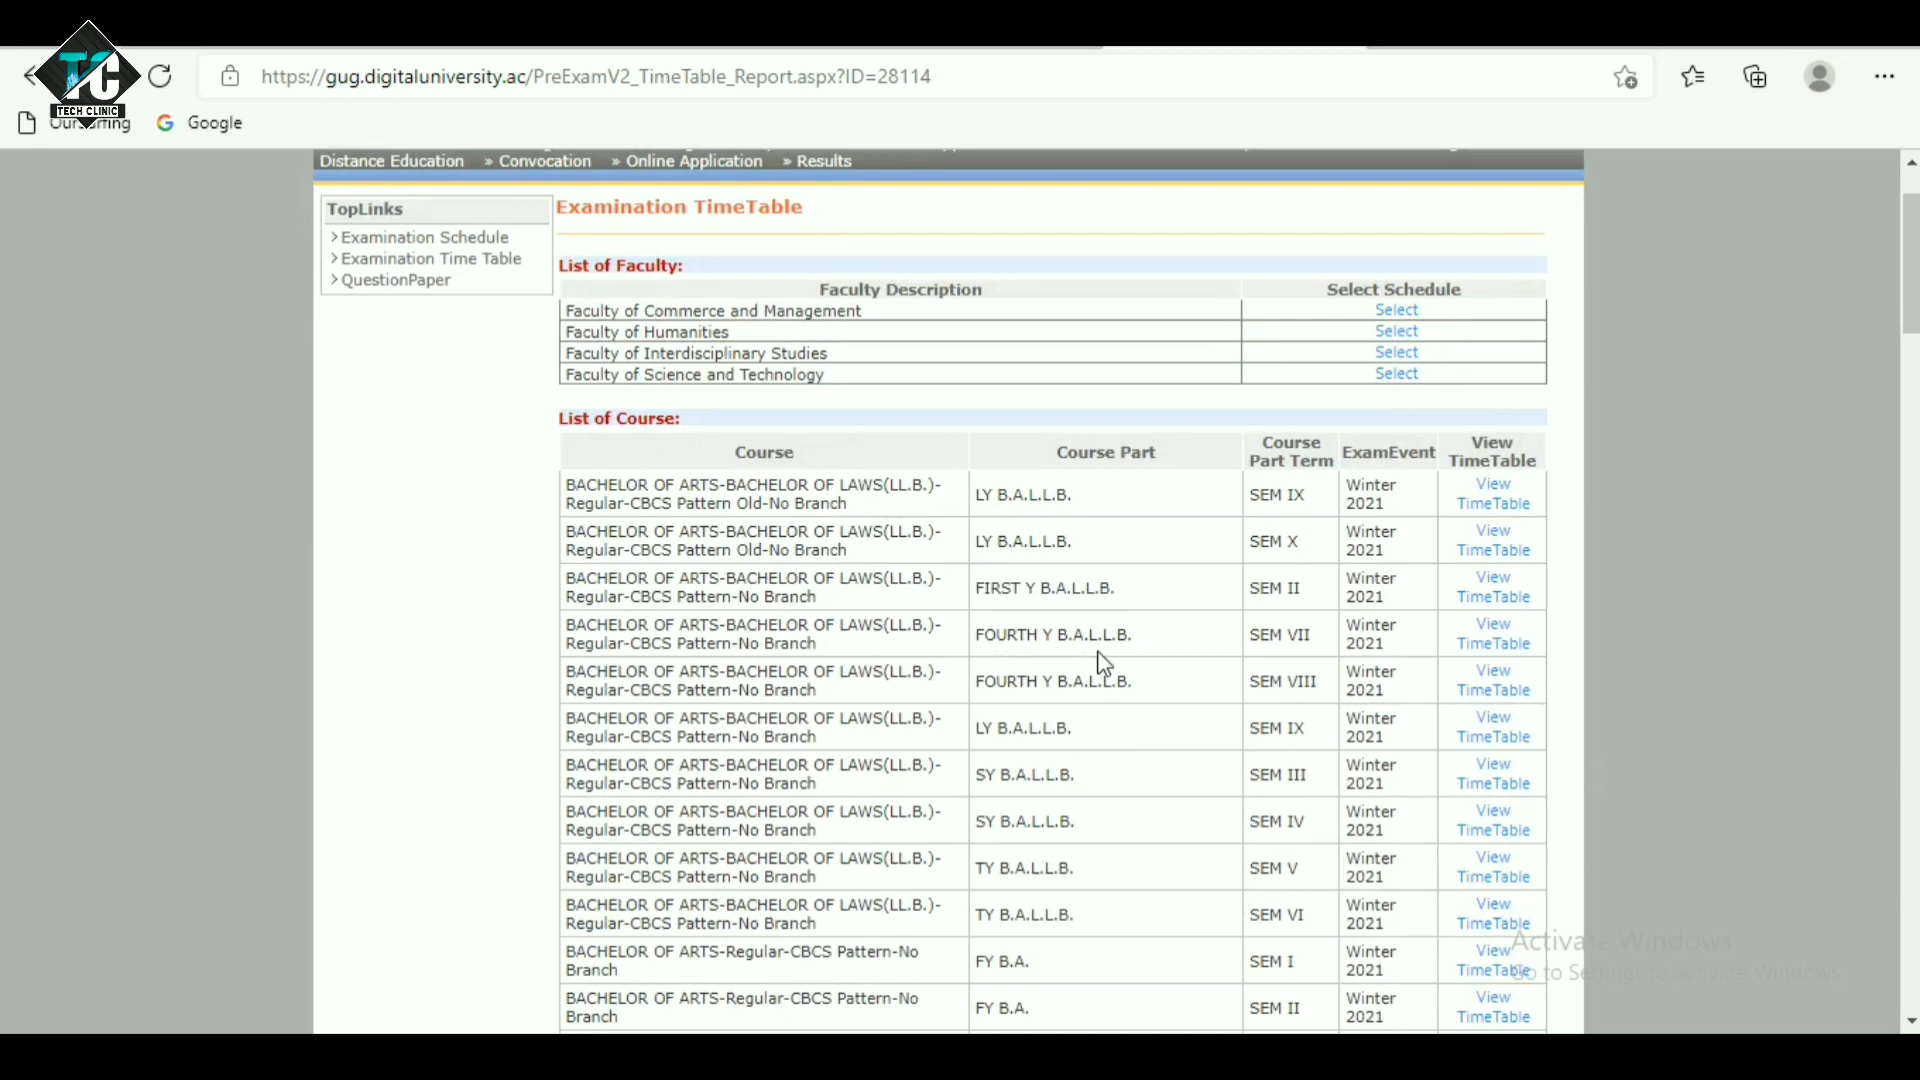 TC
TECH CLINIC
https://gug.digitaluniversity.ac/PreExamV2_TimeTable_Report.aspx?ID=28114
Google
Distance Education » Convocation » Online Application » Results
TopLinks
> Examination Schedule
> Examination Time Table
> QuestionPaper
Examination TimeTable
List of Faculty:
Faculty Description Select Schedule
Faculty of Commerce and Management Select
Faculty of Humanities Select
Faculty of Interdisciplinary Studies Select
Faculty of Science and Technology Select
List of Course:
Course Course Part Course Part Term ExamEvent View TimeTable
BACHELOR OF ARTS-BACHELOR OF LAWS(LL.B.)-
Regular-CBCS Pattern Old-No Branch LY B.A.L.L.B. SEM IX Winter 2021 View TimeTable
BACHELOR OF ARTS-BACHELOR OF LAWS(LL.B.)-
Regular-CBCS Pattern Old-No Branch LY B.A.L.L.B. SEM X Winter 2021 View TimeTable
BACHELOR OF ARTS-BACHELOR OF LAWS(LL.B.)-
Regular-CBCS Pattern-No Branch FIRST Y B.A.L.L.B. SEM II Winter 2021 View TimeTable
BACHELOR OF ARTS-BACHELOR OF LAWS(LL.B.)-
Regular-CBCS Pattern-No Branch FOURTH Y B.A.L.L.B. SEM VII Winter 2021 View TimeTable
BACHELOR OF ARTS-BACHELOR OF LAWS(LL.B.)-
Regular-CBCS Pattern-No Branch FOURTH Y B.A.L.L.B. SEM VIII Winter 2021 View TimeTable
BACHELOR OF ARTS-BACHELOR OF LAWS(LL.B.)-
Regular-CBCS Pattern-No Branch LY B.A.L.L.B. SEM IX Winter 2021 View TimeTable
BACHELOR OF ARTS-BACHELOR OF LAWS(LL.B.)-
Regular-CBCS Pattern-No Branch SY B.A.L.L.B. SEM III Winter 2021 View TimeTable
BACHELOR OF ARTS-BACHELOR OF LAWS(LL.B.)-
Regular-CBCS Pattern-No Branch SY B.A.L.L.B. SEM IV Winter 2021 View TimeTable
BACHELOR OF ARTS-BACHELOR OF LAWS(LL.B.)-
Regular-CBCS Pattern-No Branch TY B.A.L.L.B. SEM V Winter 2021 View TimeTable
BACHELOR OF ARTS-BACHELOR OF LAWS(LL.B.)-
Regular-CBCS Pattern-No Branch TY B.A.L.L.B. SEM VI Winter 2021 View TimeTable
BACHELOR OF ARTS-Regular-CBCS Pattern-No
Branch FY B.A. SEM I Winter 2021 View TimeTable
BACHELOR OF ARTS-Regular-CBCS Pattern-No
Branch FY B.A. SEM II Winter 2021 View TimeTable
Activate Windows
Go to Settings to activate Windows.